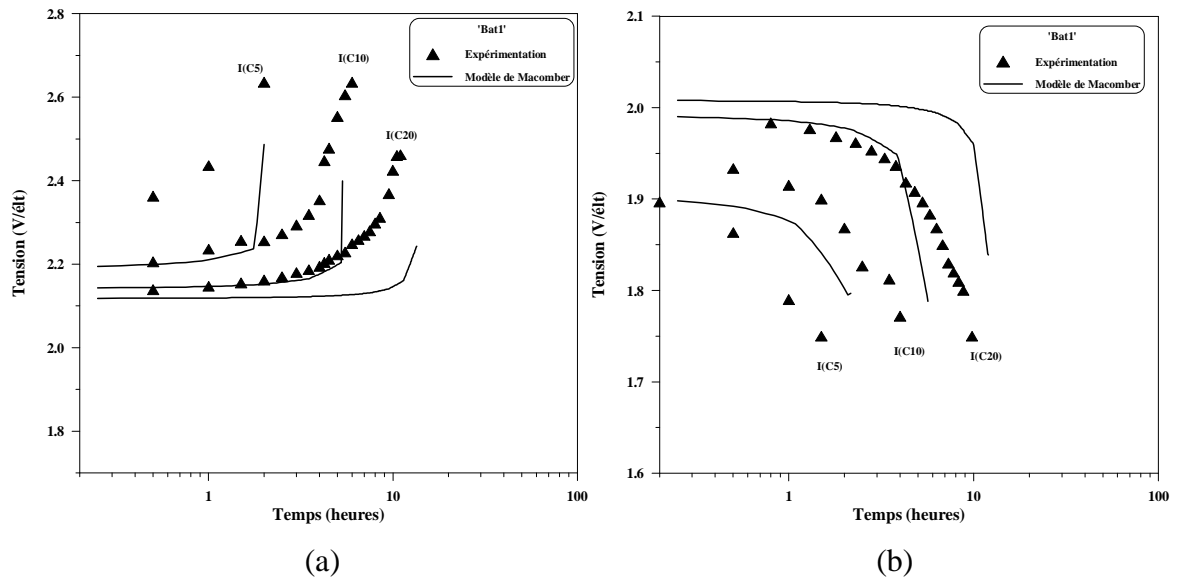 2.8
2.6
2.4
2.2
2.0
1.8
Tension (V/élt)
1
10
100
Temps (heures)
'Bat1'
Expérimentation
Modèle de Macomber
I(C5)
I(C10)
I(C20)
(a)
2.1
2.0
1.9
1.8
1.7
1.6
Tension (V/élt)
1
10
100
Temps (heures)
'Bat1'
Expérimentation
Modèle de Macomber
I(C5)
I(C10)
I(C20)
(b)